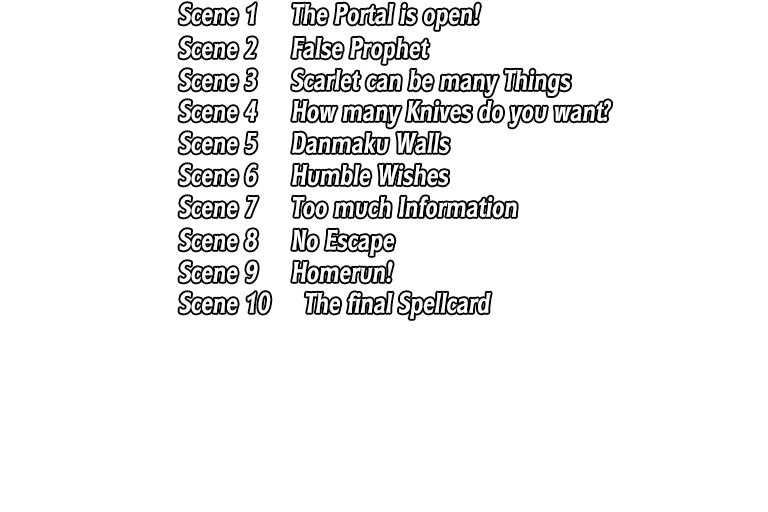 Scene 1 The Portal is open!
Scene 2 False Prophet
Scene 3 Scarlet can be many Things
Scene 4 How many Knives do you want?
Scene 5 Danmaku Walls
Scene 6 Humble Wishes
Scene 7 Too much Information
Scene 8 No Escape
Scene 9 Homerun!
Scene 10 The final Spellcard